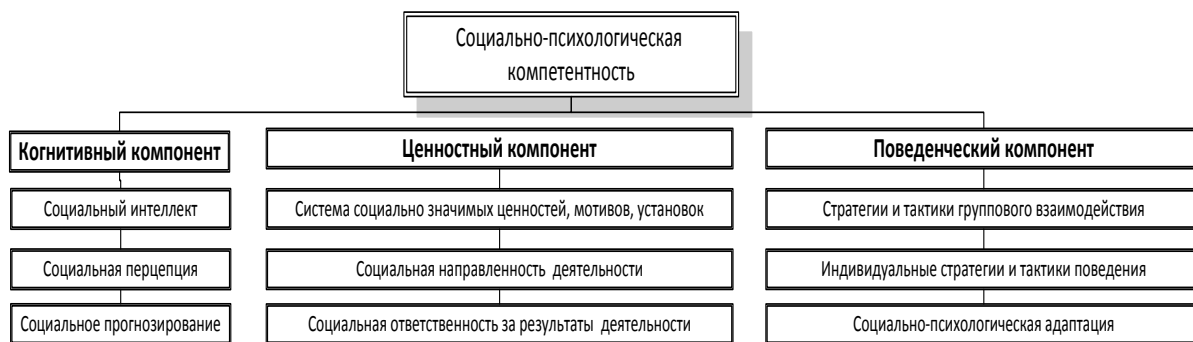 Социально-психологическая
компетентность
Когнитивный компонент
Ценностный компонент
Поведенческий компонент
Социальный интеллект
Система социально значимых ценностей, мотивов, установок
Стратегии и тактики группового взаимодействия
Социальная перцепция
Социальная направленность деятельности
Индивидуальные стратегии и тактики поведения
Социальное прогнозирование
Социальная ответственность за результаты деятельности
Социально-психологическая адаптация